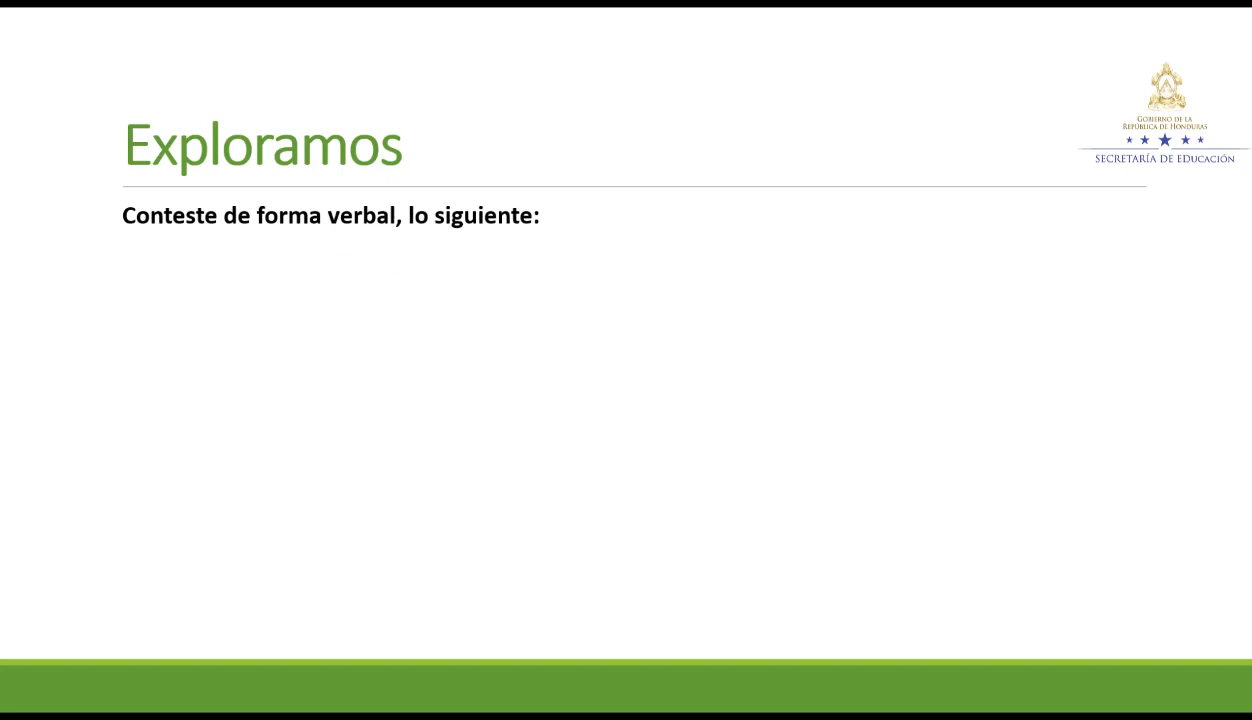 Exploramos
GOBIERNO DE LA
REPÚBLICA DE HONDURAS
SECRETARÍA DE EDUCACIÓN
Conteste de forma verbal, lo siguiente: